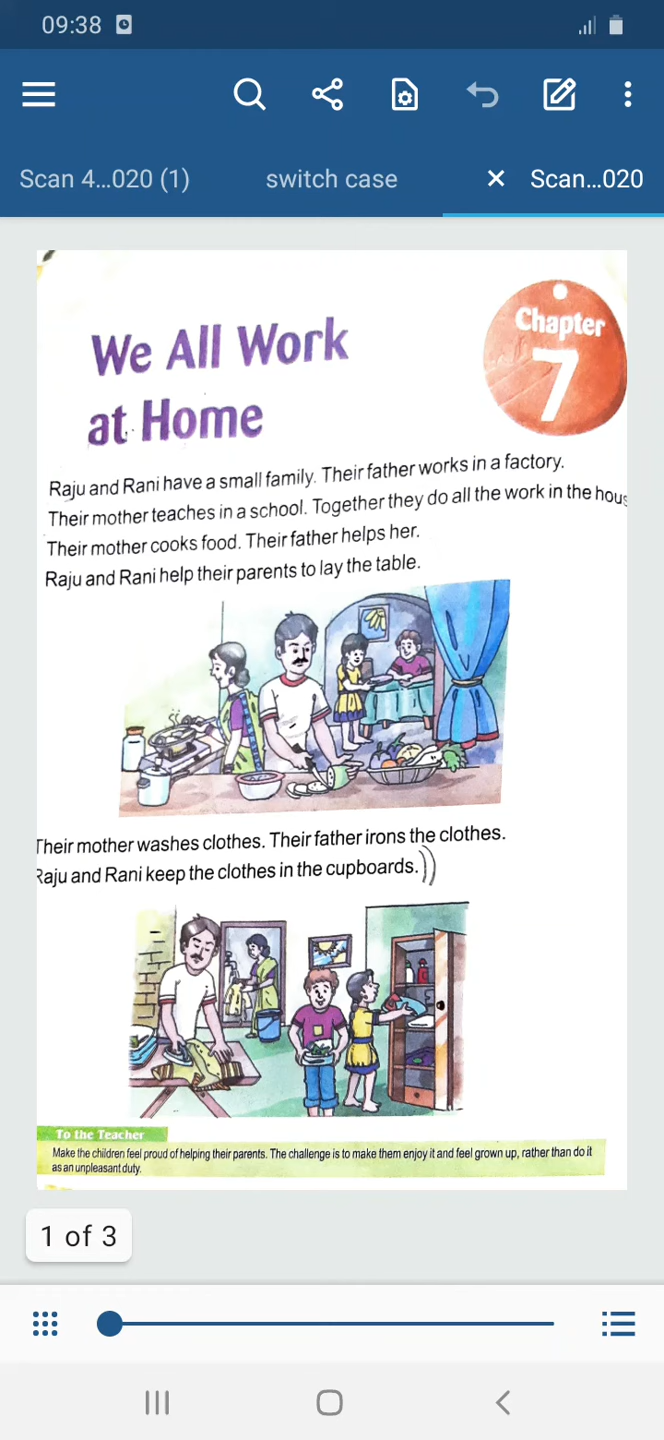 09:38
Scan 4...020 (1)
switch case
Scan...020
Chapter
7
We All Work
at Home
Raju and Rani have a small family. Their father works in a factory.
Their mother teaches in a school. Together they do all the work in the hous
Their mother cooks food. Their father helps her.
Raju and Rani help their parents to lay the table.
Their mother washes clothes. Their father irons the clothes.
Raju and Rani keep the clothes in the cupboards.
To the Teacher
Make the children feel proud of helping their parents. The challenge is to make them enjoy it and feel grown up, rather than do it
as an unpleasant duty.
1 of 3